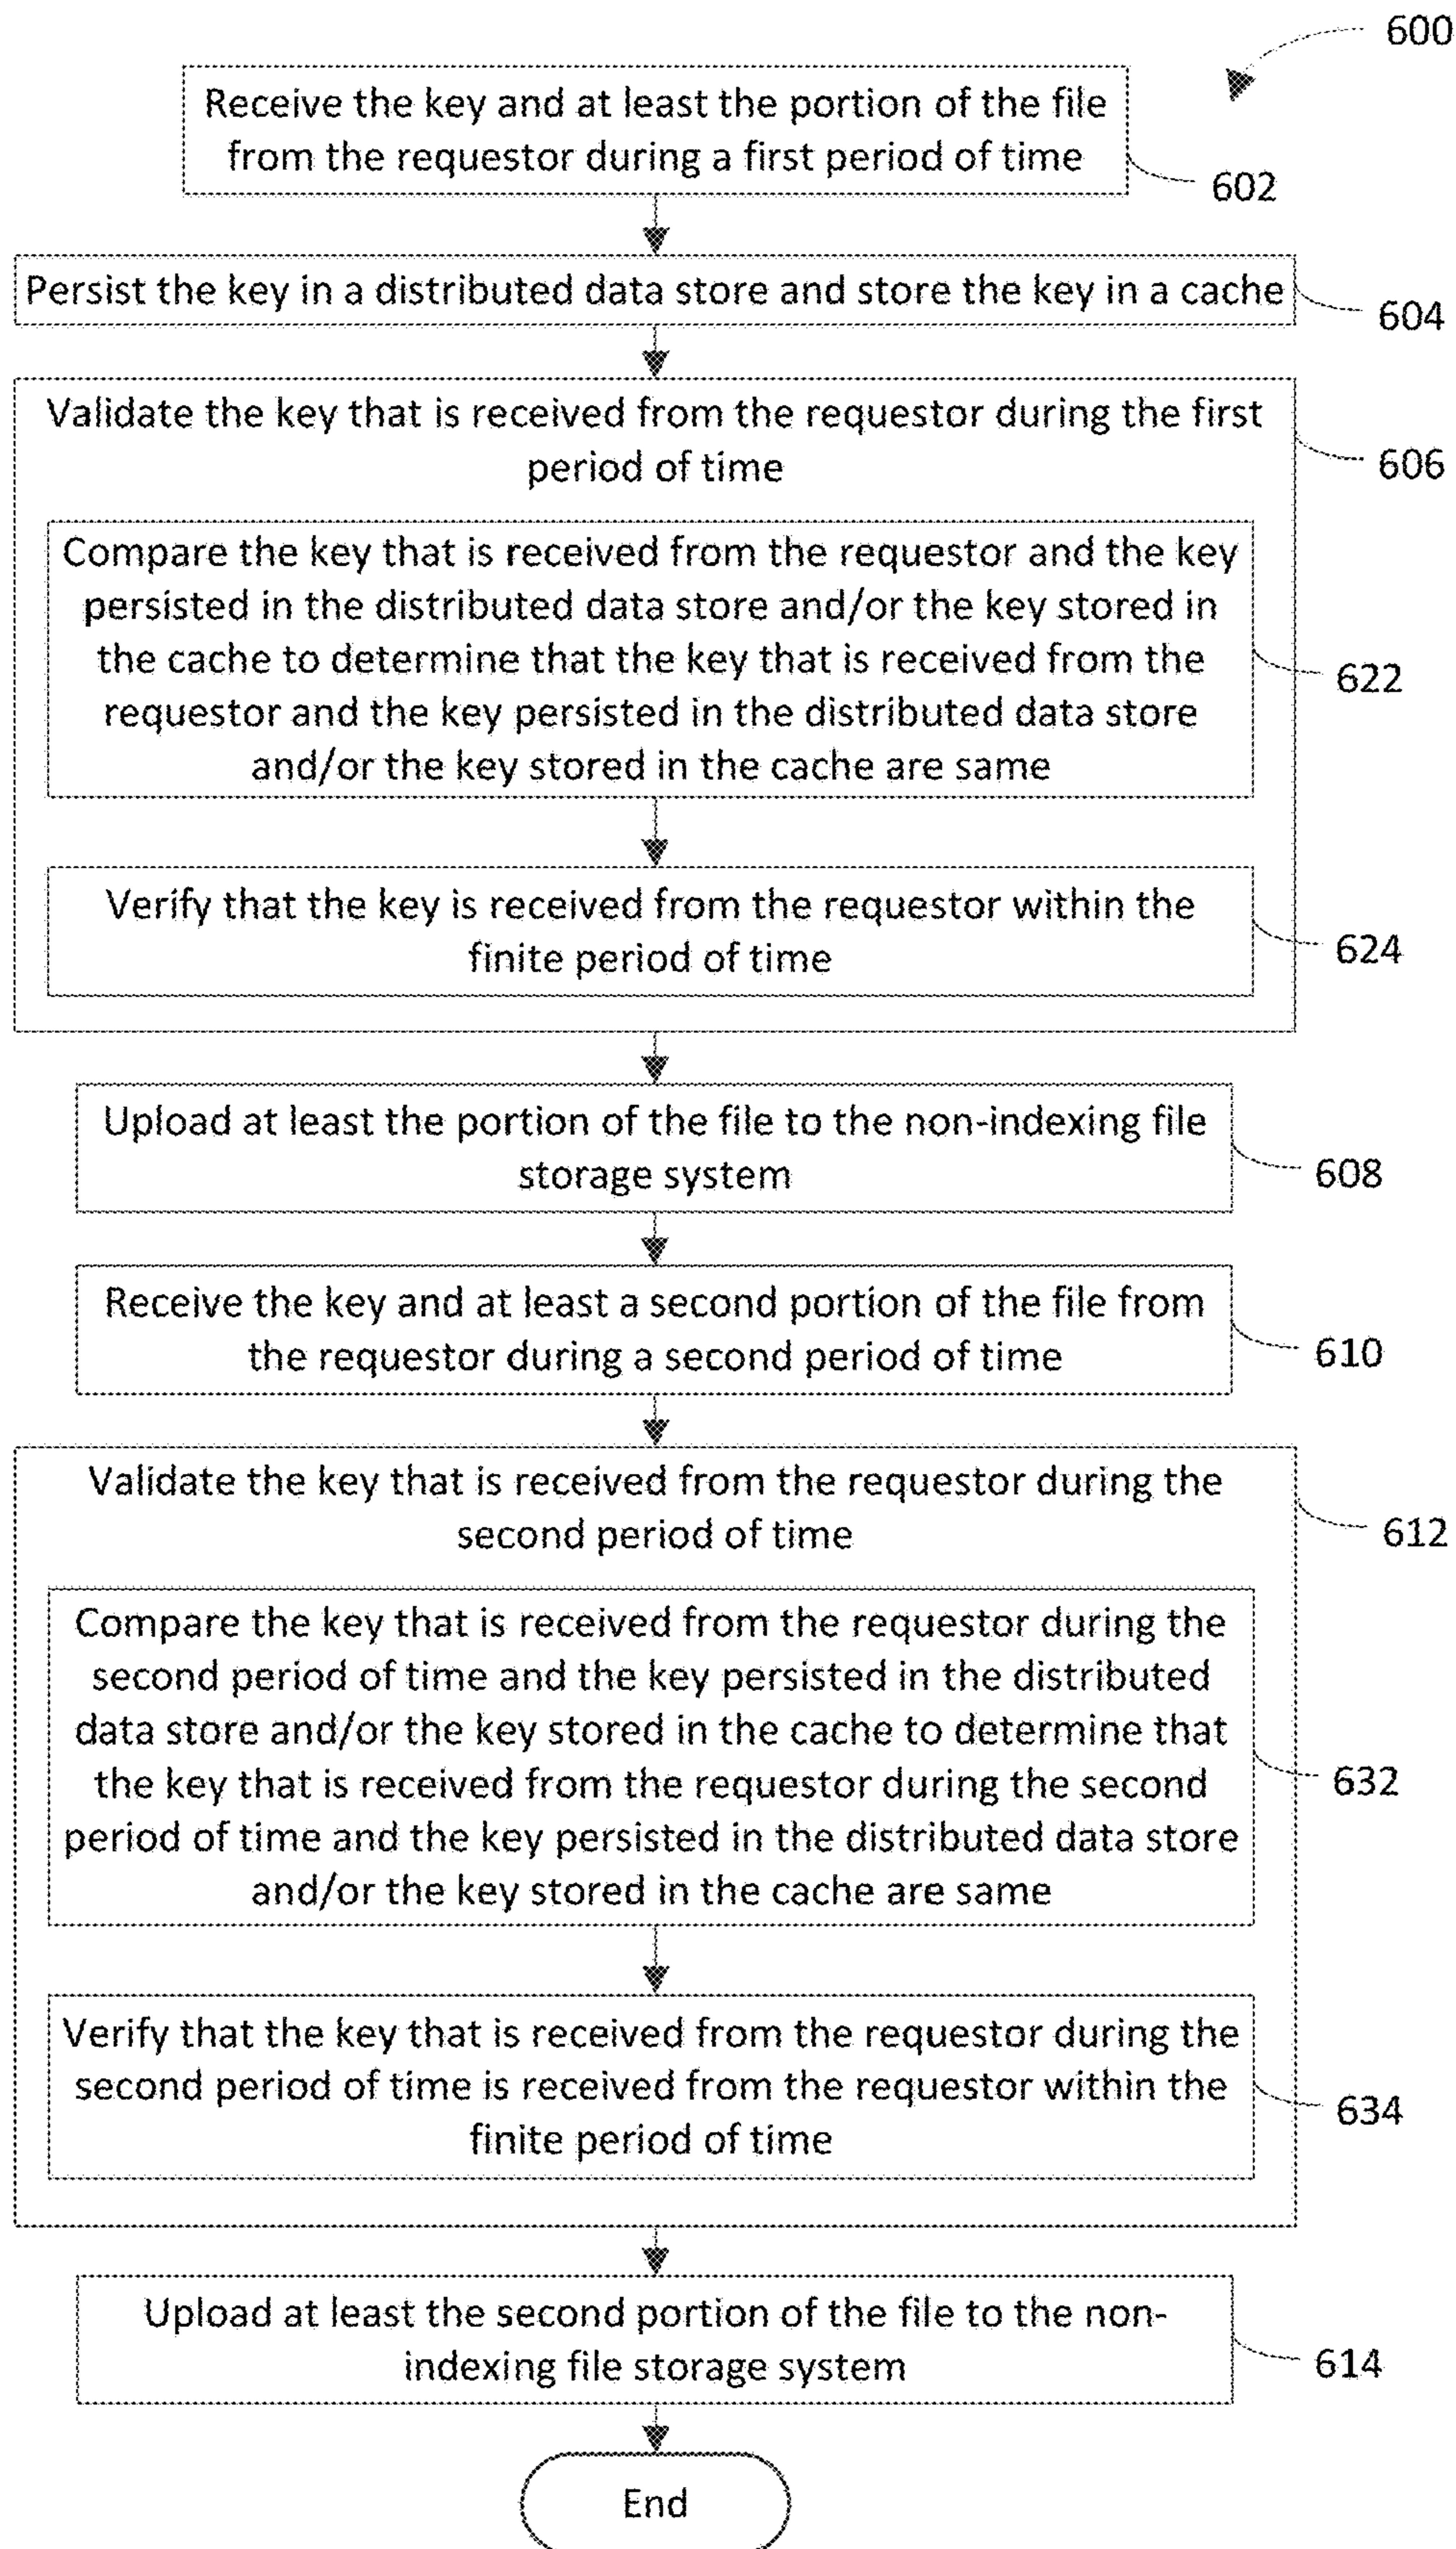 600
Receive the key and at least the portion of the file
from the requestor during a first period of time
602
Persist the key in a distributed data store and store the key in a cache
604
Validate the key that is received from the requestor during the first
period of time
606
Compare the key that is received from the requestor and the key
persisted in the distributed data store and/or the key stored in
the cache to determine that the key that is received from the
requestor and the key persisted in the distributed data store
and/or the key stored in the cache are same
622
Verify that the key is received from the requestor within the
finite period of time
624
Upload at least the portion of the file to the non-indexing file
storage system
608
Receive the key and at least a second portion of the file from
the requestor during a second period of time
610
Validate the key that is received from the requestor during the
second period of time
612
Compare the key that is received from the requestor during the
second period of time and the key persisted in the distributed
data store and/or the key stored in the cache to determine that
the key that is received from the requestor during the second
period of time and the key persisted in the distributed data store
and/or the key stored in the cache are same
632
Verify that the key that is received from the requestor during the
second period of time is received from the requestor within the
finite period of time
634
Upload at least the second portion of the file to the non-
indexing file storage system
614
End